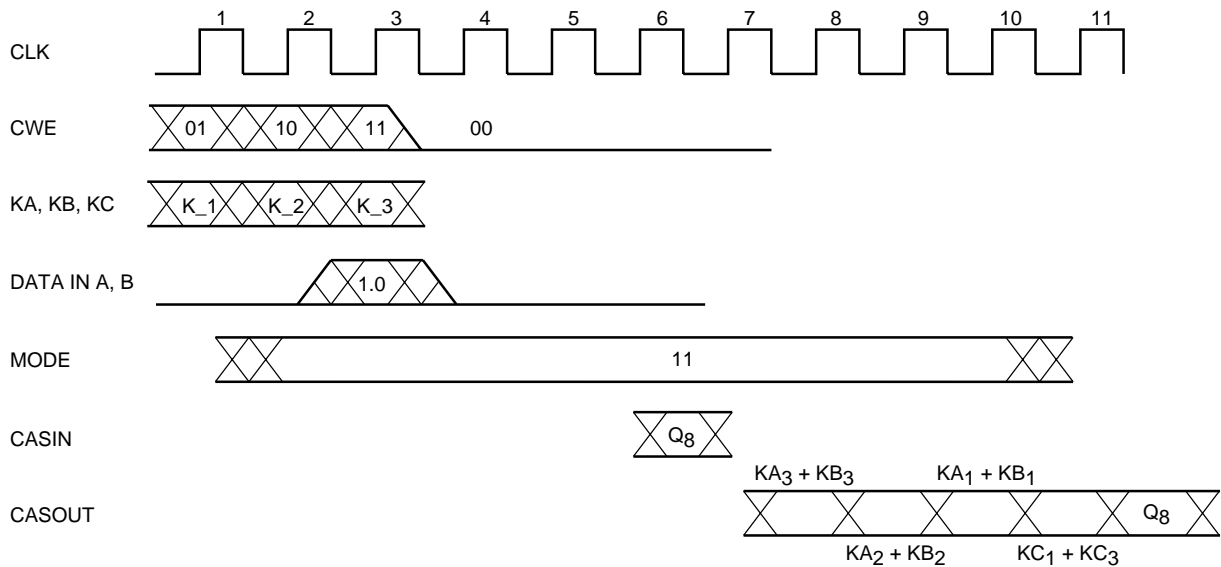 1 2 3 4 5 6 7 8 9 10 11
CLK
CWE 01 10 11 00
KA, KB, KC K_1 K_2 K_3
DATA IN A, B 1.0
MODE 11
CASIN Q8
KA3 + KB3 KA1 + KB1
CASOUT Q8
KA2 + KB2 KC1 + KC3